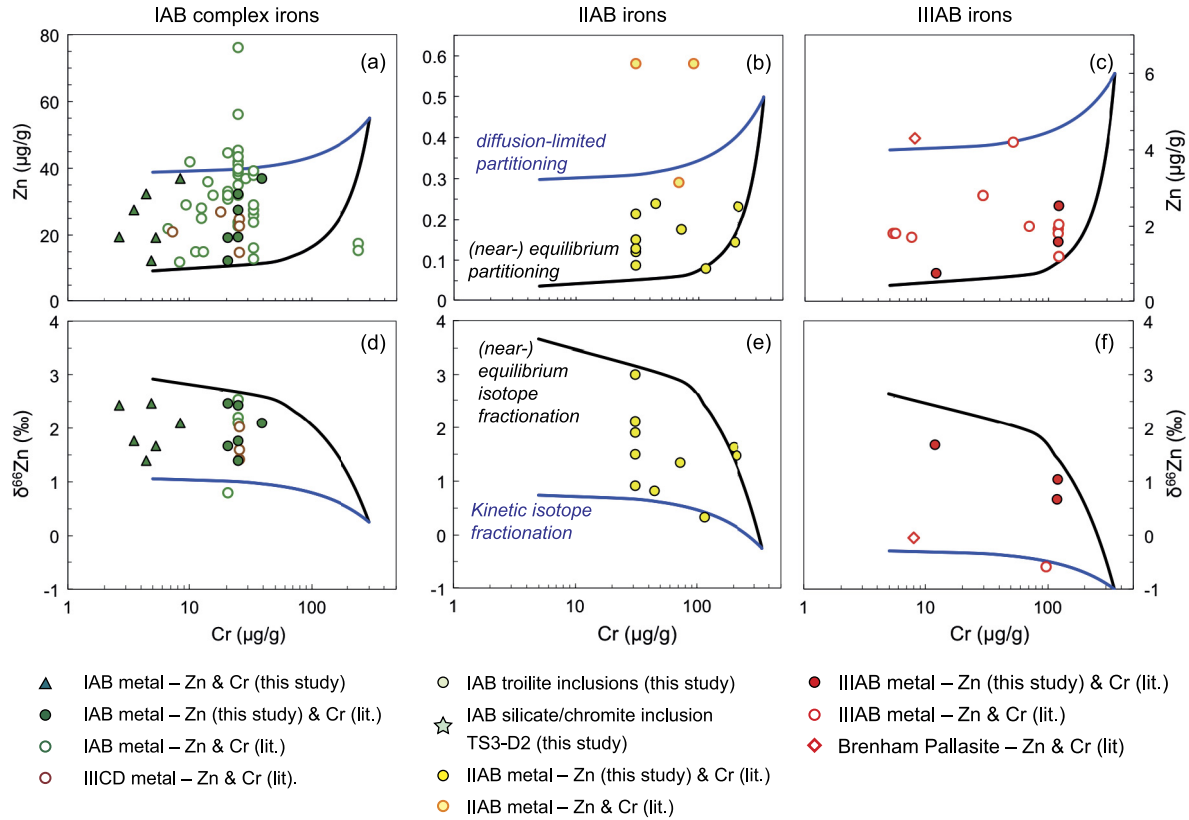 IAB complex irons
IIAB irons
IIIAB irons
80
60
40
20
0
Zn (µg/g)
(a)
0.6
0.5
0.4
0.3
0.2
0.1
0
(b)
diffusion-limited
partitioning
(near-) equilibrium
partitioning
(c)
6
4
2
0
Zn (µg/g)
4
3
2
1
0
-1
δ⁶⁶Zn (‰)
(d)
1
10
100
Cr (µg/g)
(e)
(near-)
equilibrium
isotope
fractionation
Kinetic isotope
fractionation
1
10
100
Cr (µg/g)
(f)
4
3
2
1
0
-1
δ⁶⁶Zn (‰)
1
10
100
Cr (µg/g)
IAB metal – Zn & Cr (this study)
IAB metal – Zn (this study) & Cr (lit.)
IAB metal – Zn & Cr (lit.)
IIICD metal – Zn & Cr (lit).
IAB troilite inclusions (this study)
IAB silicate/chromite inclusion
TS3-D2 (this study)
IIAB metal – Zn (this study) & Cr (lit.)
IIAB metal – Zn & Cr (lit.)
IIIAB metal – Zn (this study) & Cr (lit.)
IIIAB metal – Zn & Cr (lit.)
Brenham Pallasite – Zn & Cr (lit)